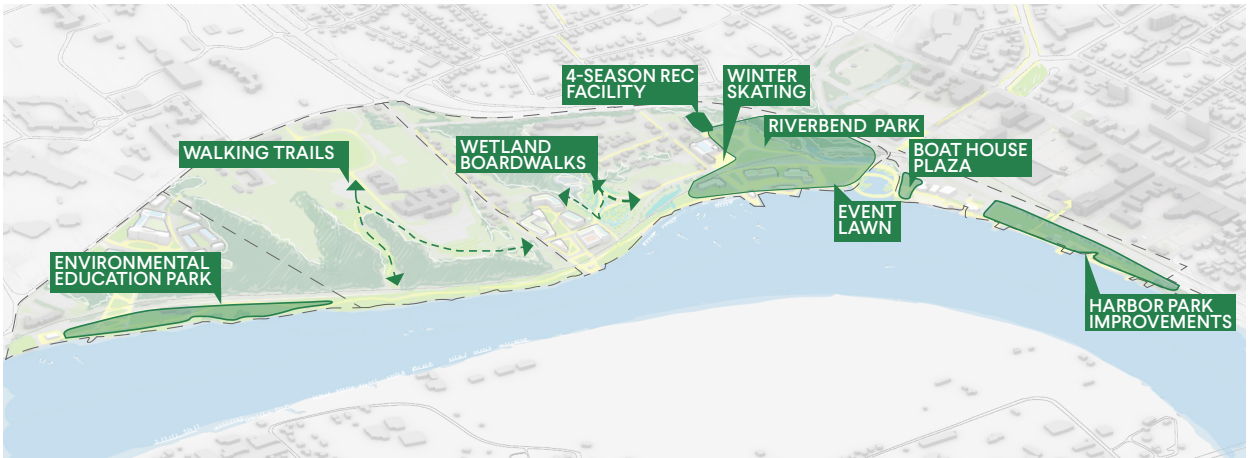 4-SEASON REC
FACILITY
WINTER
SKATING
RIVERBEND PARK
WALKING TRAILS
WETLAND
BOARDWALKS
BOAT HOUSE
PLAZA
EVENT
LAWN
ENVIRONMENTAL
EDUCATION PARK
HARBOR PARK
IMPROVEMENTS